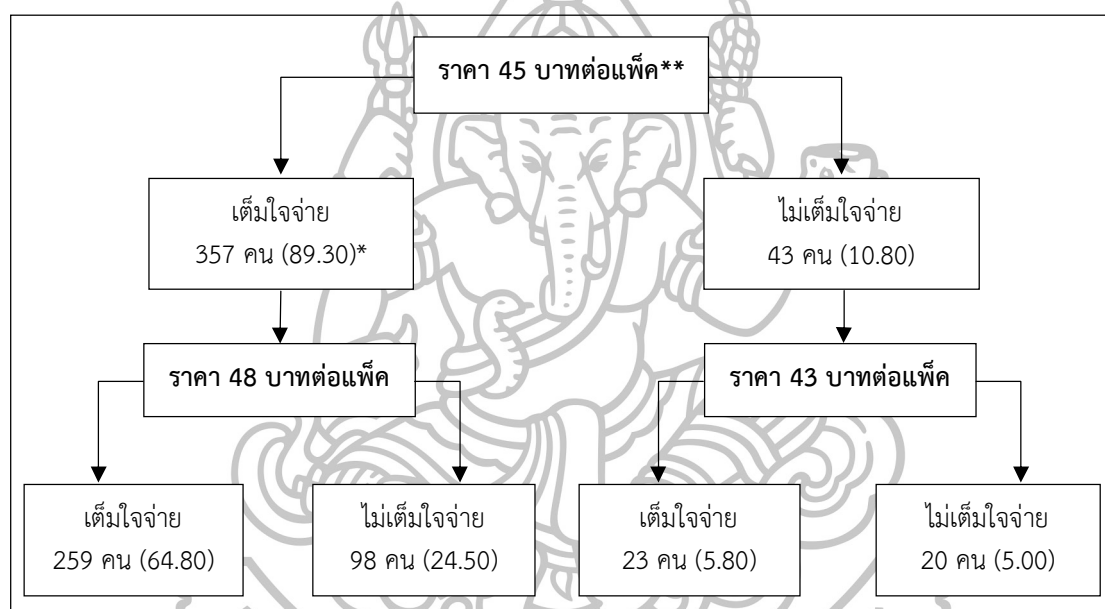 ราคา 45 บาทต่อแพ็ค**
เต็มใจจ่าย
357 คน (89.30)*
ไม่เต็มใจจ่าย
43 คน (10.80)
ราคา 48 บาทต่อแพ็ค
ราคา 43 บาทต่อแพ็ค
เต็มใจจ่าย
259 คน (64.80)
ไม่เต็มใจจ่าย
98 คน (24.50)
เต็มใจจ่าย
23 คน (5.80)
ไม่เต็มใจจ่าย
20 คน (5.00)